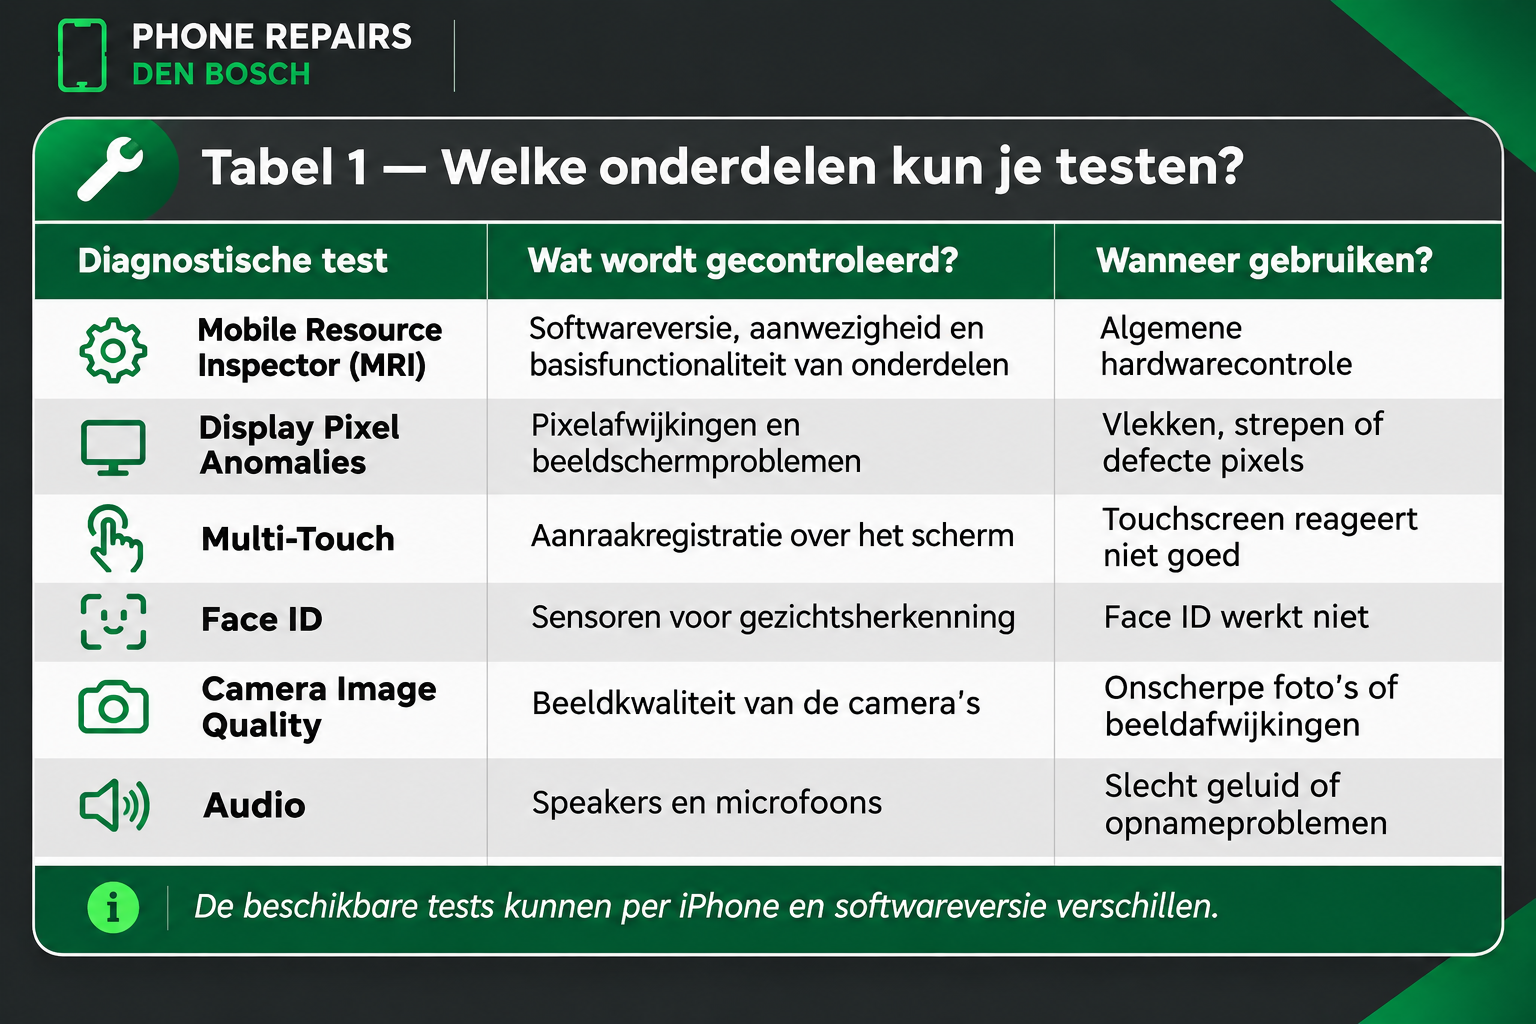 PHONE REPAIRS
DEN BOSCH
Tabel 1 — Welke onderdelen kun je testen?
Diagnostische test
Wat wordt gecontroleerd?
Wanneer gebruiken?
Mobile Resource
Inspector (MRI)
Softwareversie, aanwezigheid en
basisfunctionaliteit van onderdelen
Algemene
hardwarecontrole
Display Pixel
Anomalies
Pixelafwijkingen en
beeldschermproblemen
Vlekken, strepen of
defecte pixels
Multi-Touch
Aanraakregistratie over het scherm
Touchscreen reageert
niet goed
Face ID
Sensoren voor gezichtsherkenning
Face ID werkt niet
Camera Image
Quality
Beeldkwaliteit van de camera's
Onscherpe foto's of
beeldafwijkingen
Audio
Speakers en microfoons
Slecht geluid of
opnameproblemen
De beschikbare tests kunnen per iPhone en softwareversie verschillen.